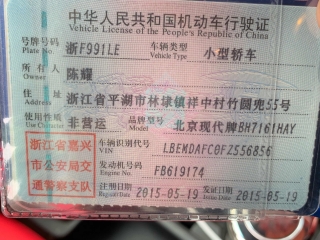 中华人民共和国机动车行驶证
Vehicle License of the People's Republic of China
号牌号码 浙F991LE 车辆类型 小型轿车
Plate No. Vehicle Type
所有人 陈耀
Owner
住址 浙江省平湖市林埭镇祥中村竹圆兜55号
使用性质 非营运 品牌型号 北京现代牌BH7161HAY
Use Character Model
浙江省嘉兴 车辆识别代号 LBEMDAFC0FZ556856
VIN
市公安局交 发动机号码 FB619174
Engine No.
通警察支队 注册日期 2015-05-19 发证日期 2015-05-19
Register Date Issue Date